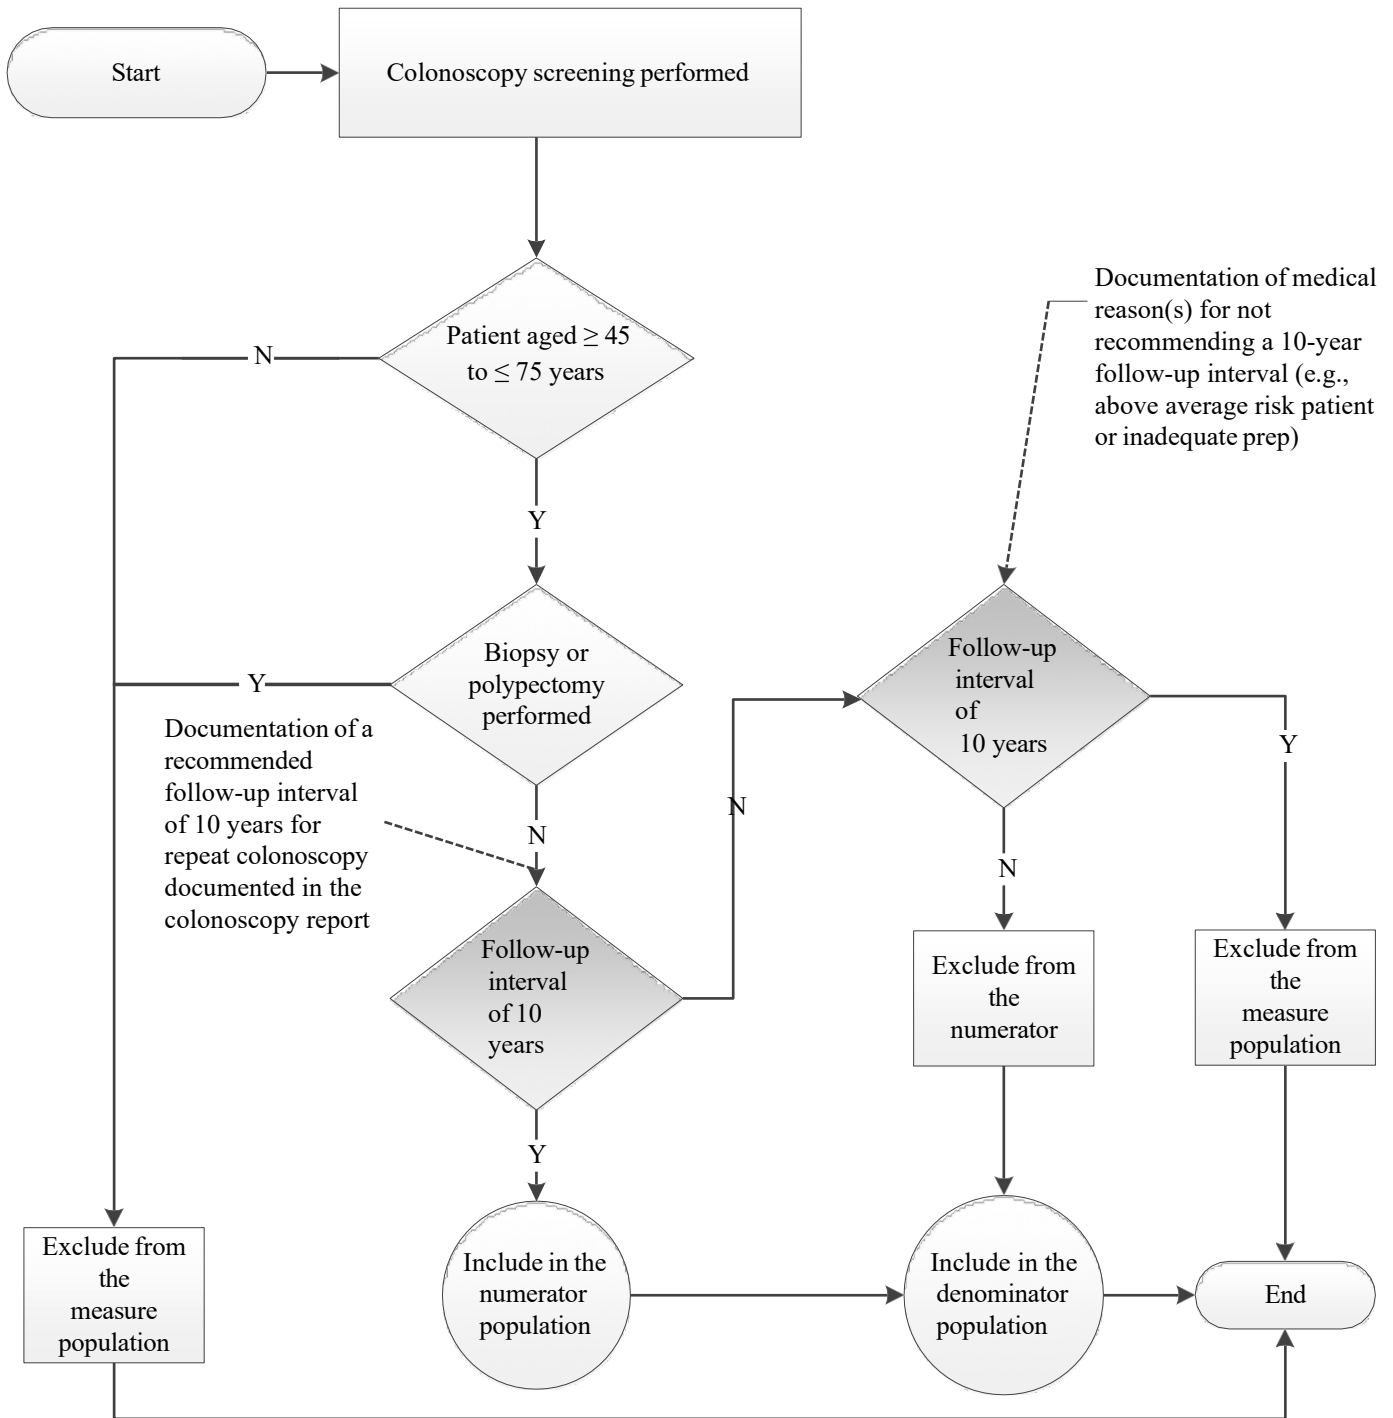 Start
Colonoscopy screening performed
Patient aged ≥ 45
to ≤ 75 years
N
Y
Documentation of medical
reason(s) for not
recommending a 10-year
follow-up interval (e.g.,
above average risk patient
or inadequate prep)
Biopsy or
polypectomy
performed
Y
N
Documentation of a
recommended
follow-up interval
of 10 years for
repeat colonoscopy
documented in the
colonoscopy report
Follow-up
interval
of 10
years
N
Y
Follow-up
interval
of
10 years
Y
N
Exclude from
the
numerator
Exclude from
the
measure
population
Exclude from
the
measure
population
Include in the
numerator
population
Include in the
denominator
population
End